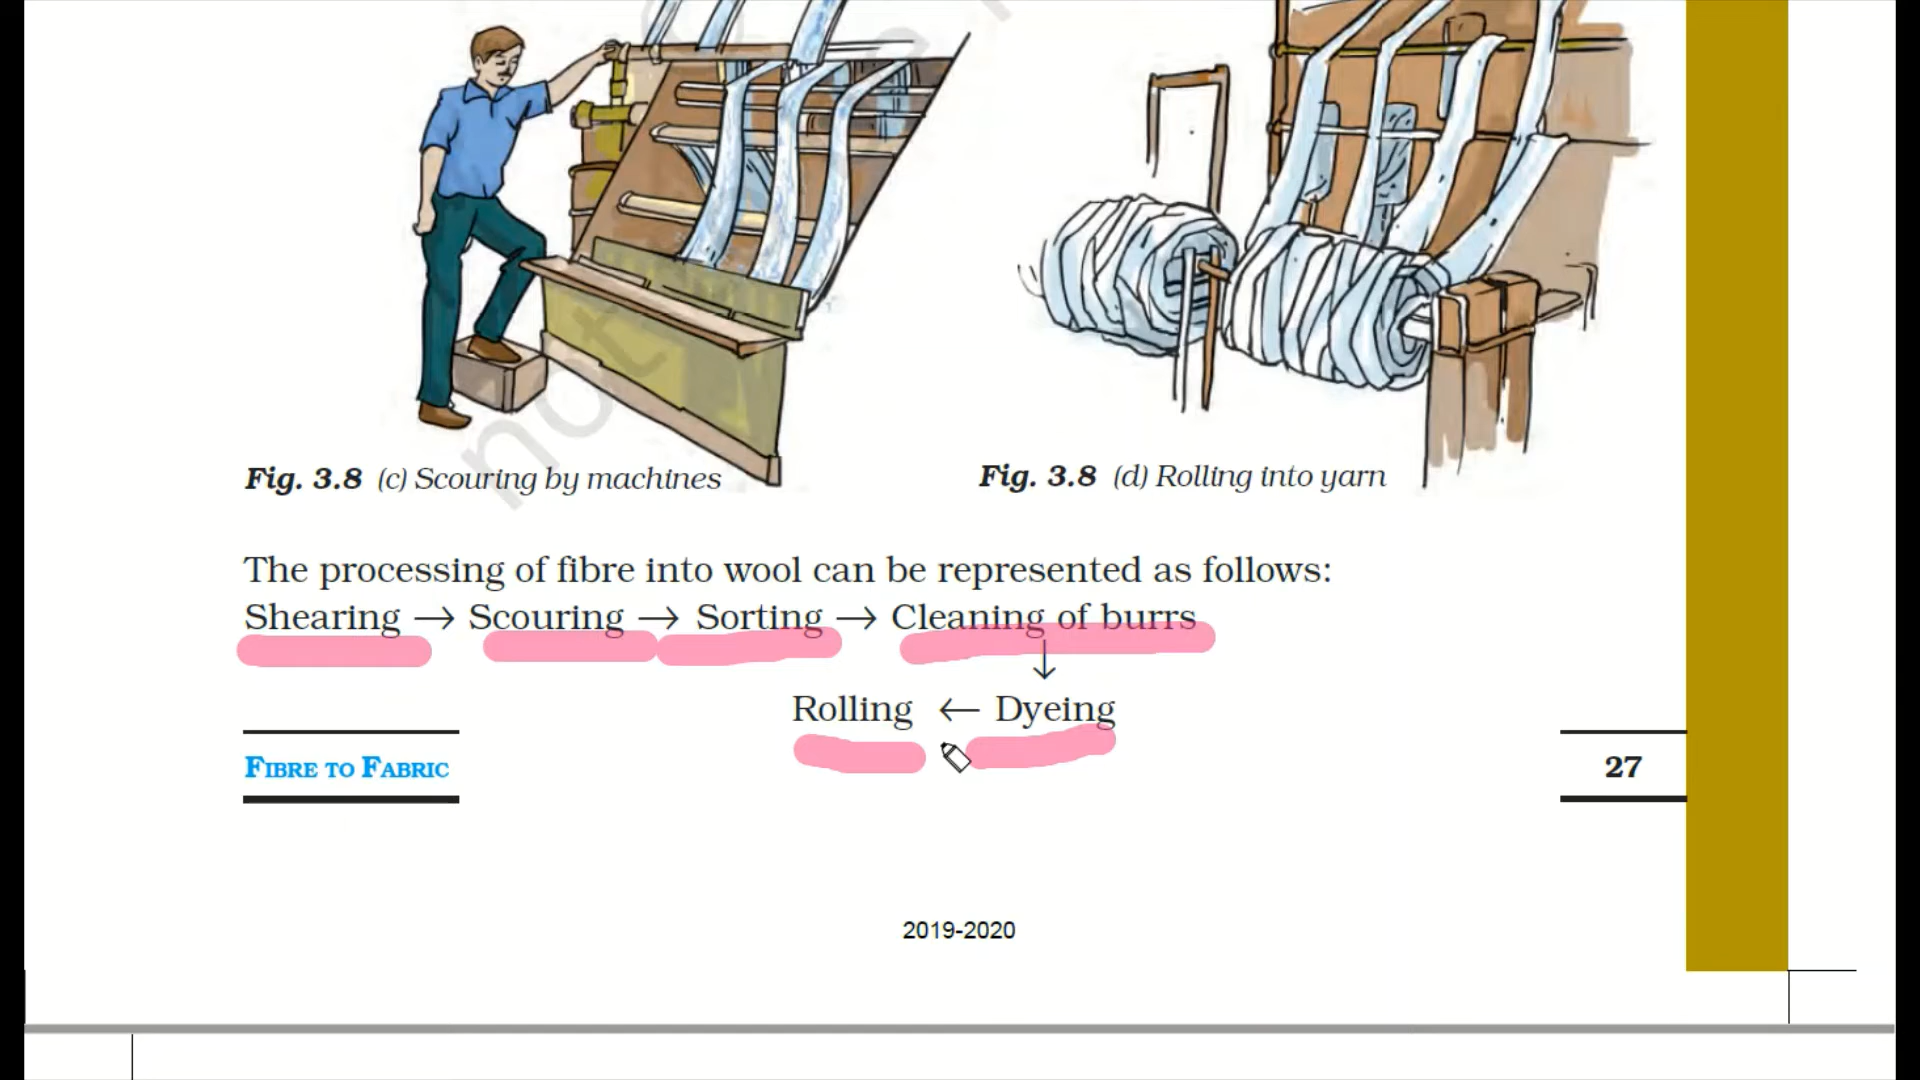 not
Fig. 3.8 (c) Scouring by machines
Fig. 3.8 (d) Rolling into yarn
The processing of fibre into wool can be represented as follows:
Shearing → Scouring → Sorting → Cleaning of burrs
↓
Rolling ← Dyeing
FIBRE TO FABRIC
27
2019-2020